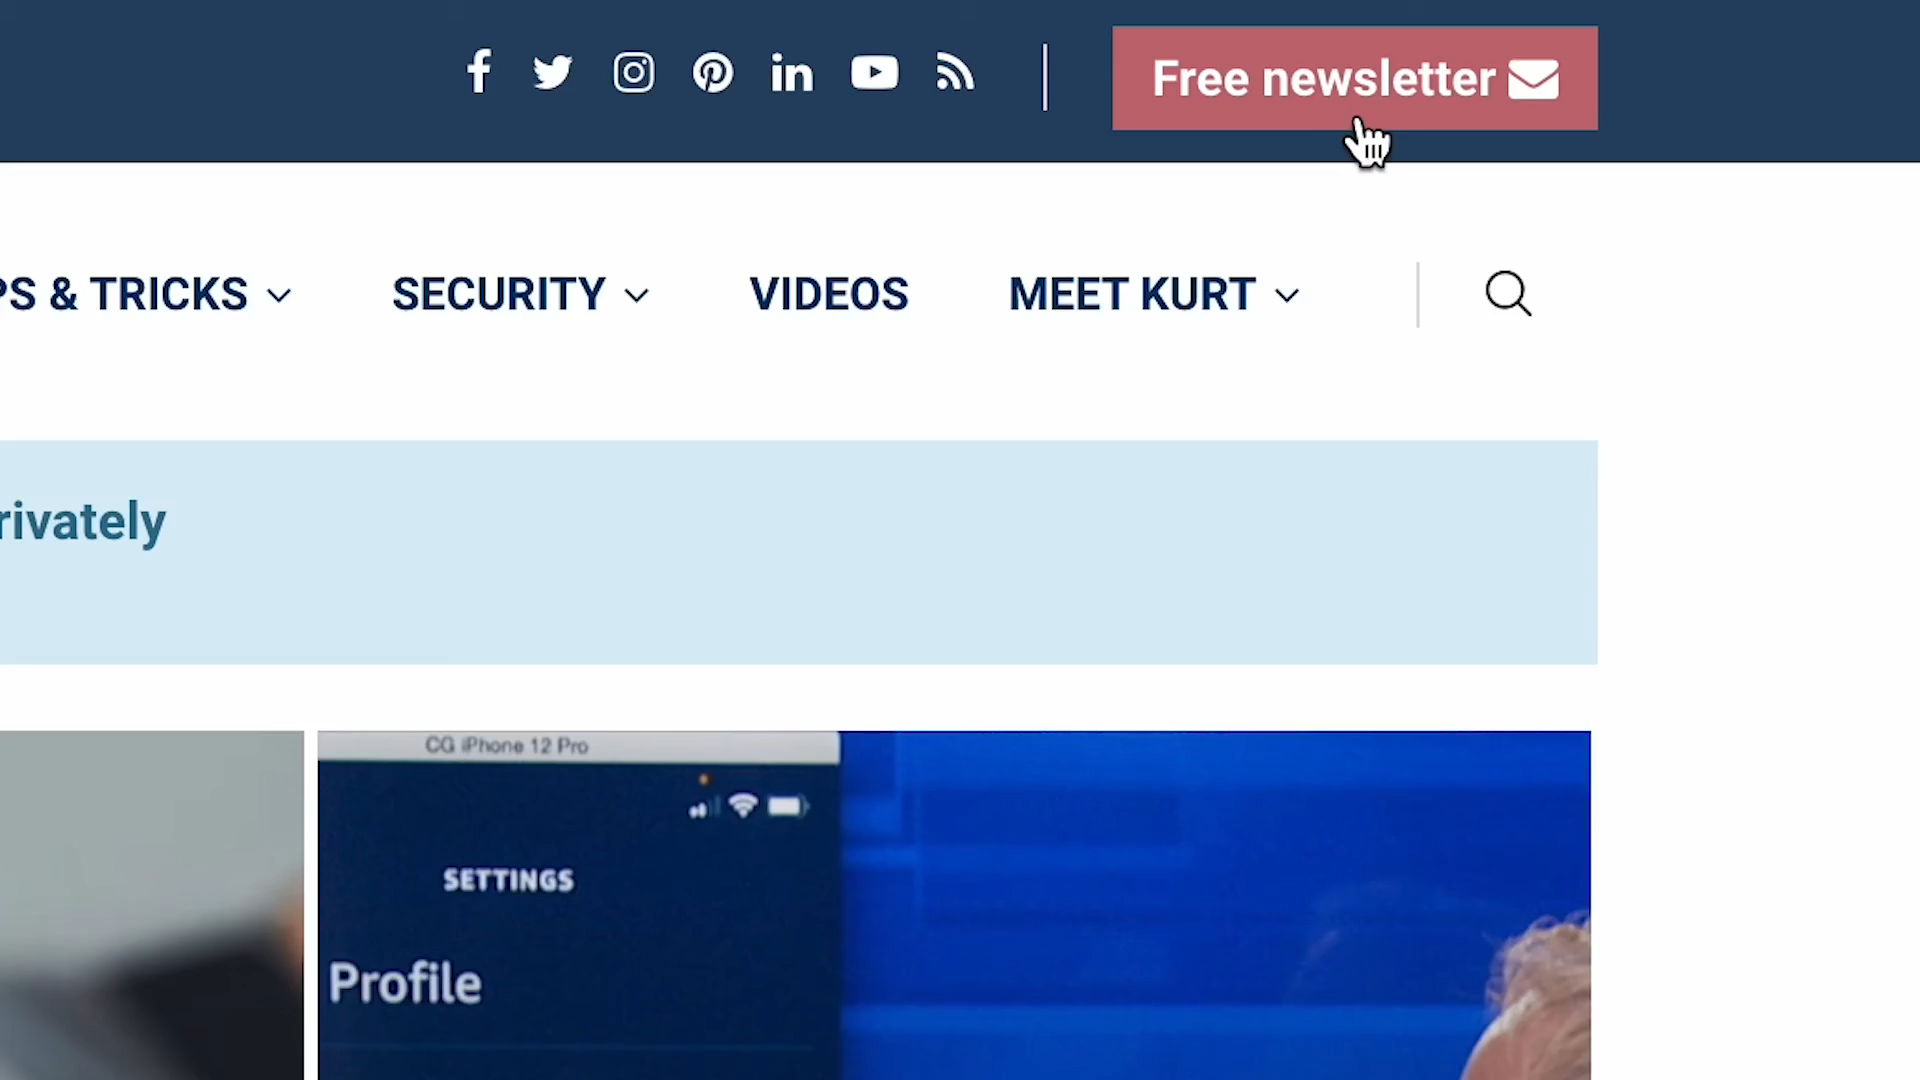 Free newsletter
PS & TRICKS SECURITY VIDEOS MEET KURT
rivately
CG iPhone 12 Pro
SETTINGS
Profile